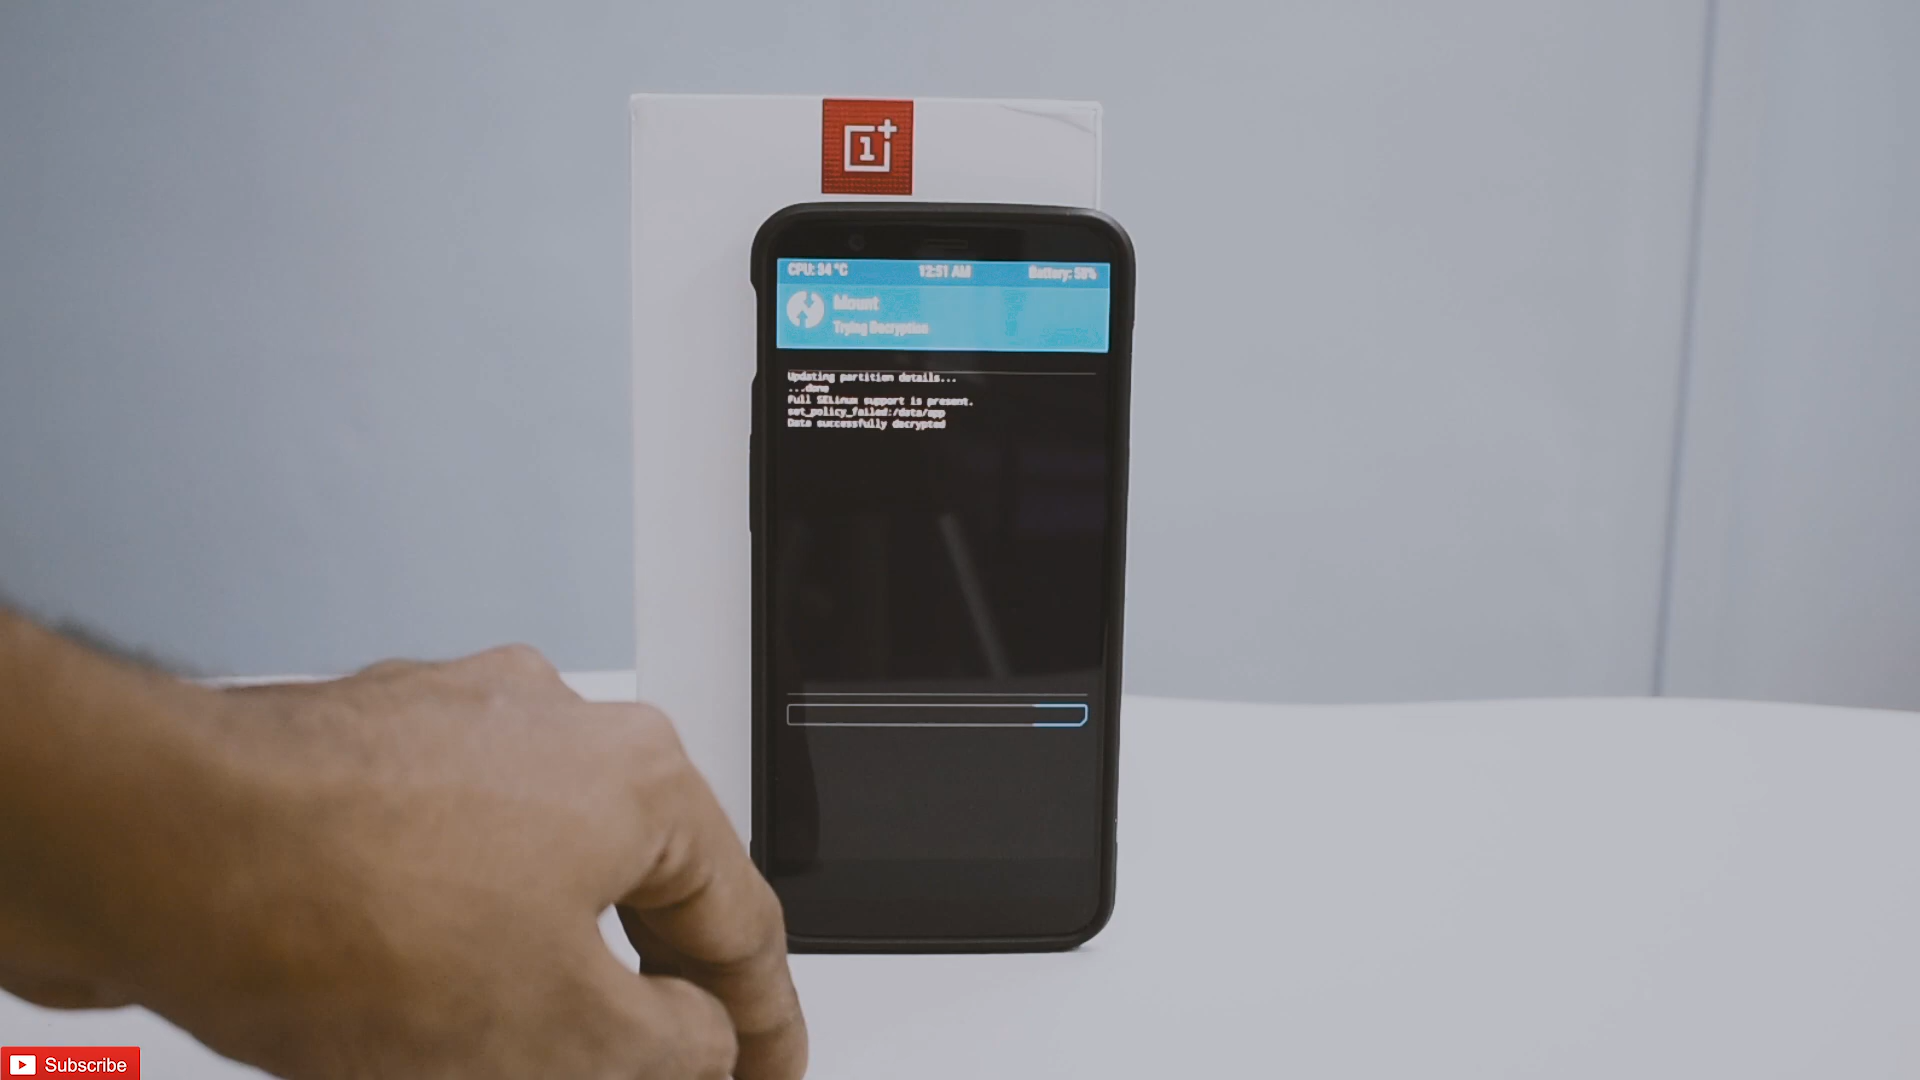 1+
CPU: 34 °C 12:51 AM Battery: 58%
Mount
Trying Decryption
Updating partition details...
...done
Full SELinux support is present.
set_policy_failed:/data/app
Data successfully decrypted
Subscribe